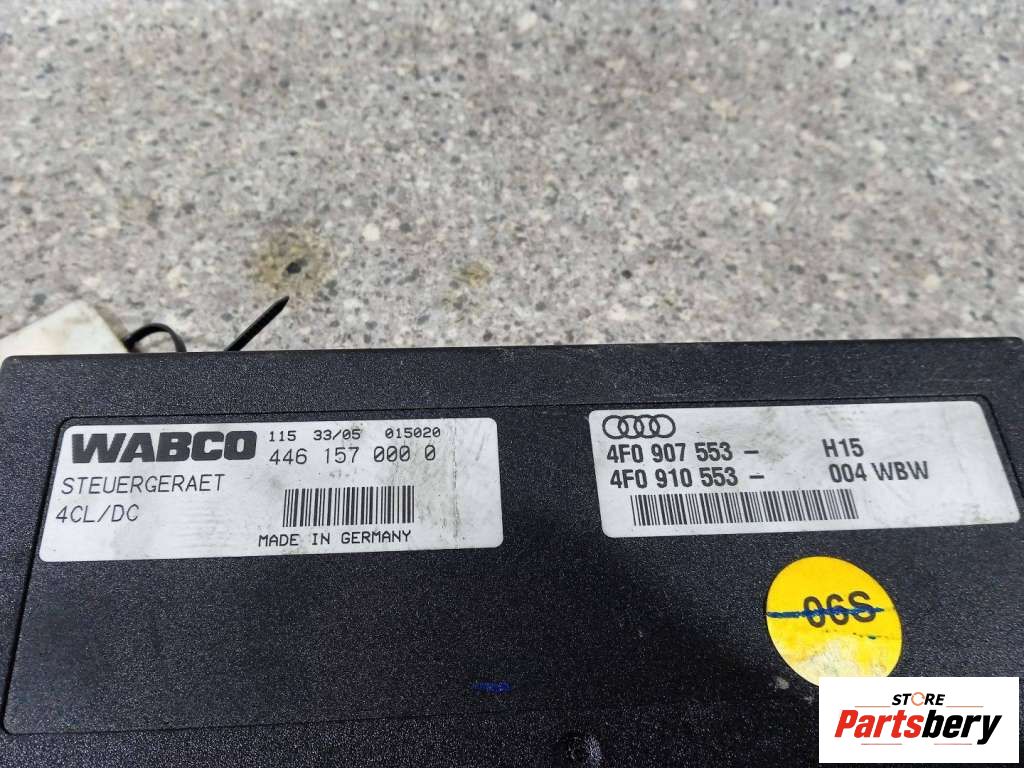 WABCO 115 33/05 015020
446 157 000 0
STEUERGERAET
4CL/DC
MADE IN GERMANY
4F0 907 553 - H15
4F0 910 553 - 004 WBW
06S
STORE
Partsbery